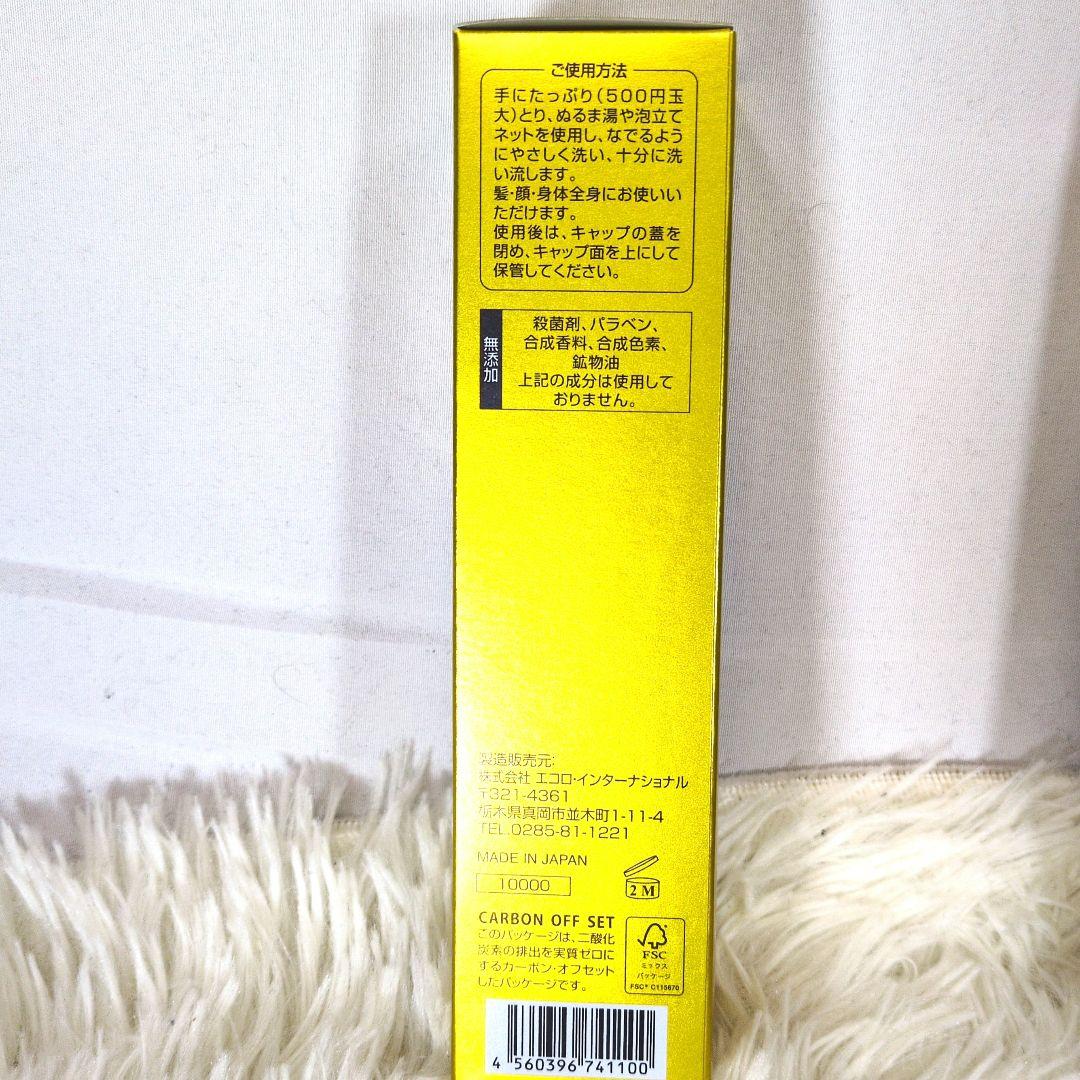 ご使用方法
手にたっぷり(500円玉
大)とり、ぬるま湯や泡立て
ネットを使用し、なでるよう
にやさしく洗い、十分に洗
い流します。
髪・顔・身体全身にお使いい
ただけます。
使用後は、キャップの蓋を
閉め、キャップ面を上にして
保管してください。
無添加
殺菌剤、パラベン、
合成香料、合成色素、
鉱物油
上記の成分は使用して
おりません。
製造販売元:
株式会社 エコロ・インターナショナル
〒321-4361
栃木県真岡市並木町1-11-4
TEL.0285-81-1221
MADE IN JAPAN
10000
2 M
CARBON OFF SET
このパッケージは、二酸化
炭素の排出を実質ゼロに
するカーボン・オフセット
したパッケージです。
FSC
ミックス
パッケージ
FSC® C115670
4 560396 741100